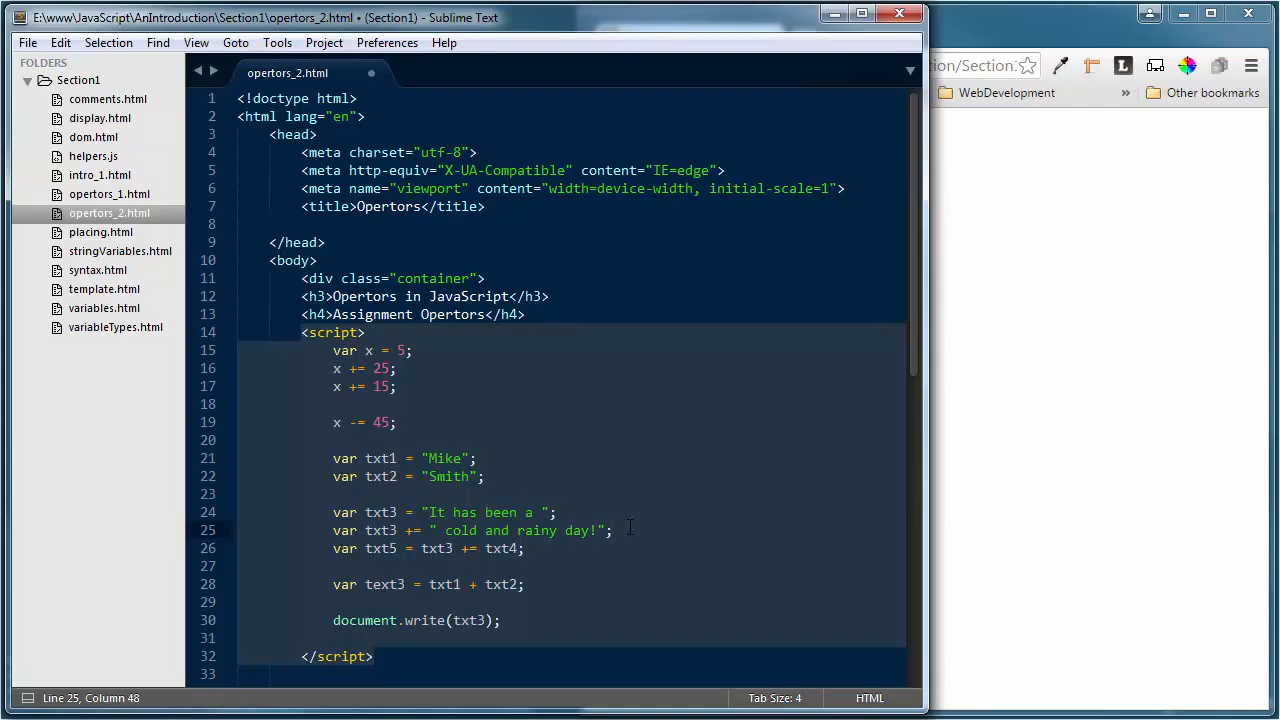 E:\www\JavaScript\AnIntroduction\Section1\opertors_2.html • (Section1) - Sublime Text
File Edit Selection Find View Goto Tools Project Preferences Help
FOLDERS
Section1
comments.html
display.html
dom.html
helpers.js
intro_1.html
opertors_1.html
opertors_2.html
placing.html
stringVariables.html
syntax.html
template.html
variables.html
variableTypes.html
opertors_2.html
1 <!doctype html>
2 <html lang="en">
3 <head>
4 <meta charset="utf-8">
5 <meta http-equiv="X-UA-Compatible" content="IE=edge">
6 <meta name="viewport" content="width=device-width, initial-scale=1">
7 <title>Opertors</title>
8
9 </head>
10 <body>
11 <div class="container">
12 <h3>Opertors in JavaScript</h3>
13 <h4>Assignment Opertors</h4>
14 <script>
15 var x = 5;
16 x += 25;
17 x += 15;
18
19 x -= 45;
20
21 var txt1 = "Mike";
22 var txt2 = "Smith";
23
24 var txt3 = "It has been a ";
25 var txt3 += " cold and rainy day!";
26 var txt5 = txt3 += txt4;
27
28 var text3 = txt1 + txt2;
29
30 document.write(txt3);
31
32 </script>
33
Line 25, Column 48 Tab Size: 4 HTML
ion/Section:
L
WebDevelopment » Other bookmarks